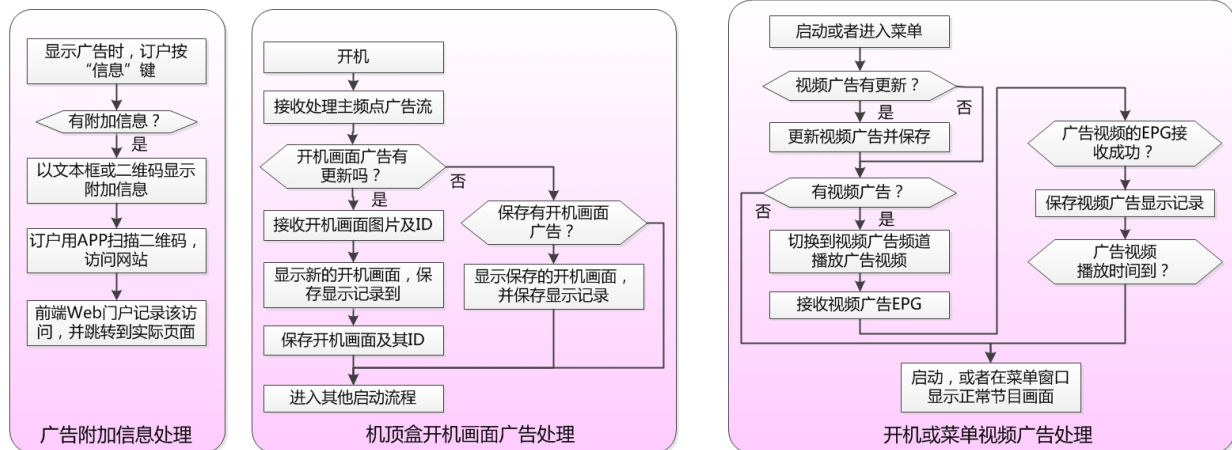 显示广告时，订户按
“信息”键
有附加信息？
是
以文本框或二维码显示
附加信息
订户用APP扫描二维码，
访问网站
前端Web门户记录该访
问，并跳转到实际页面
广告附加信息处理
开机
接收处理主频点广告流
开机画面广告有
更新吗？
否
是
接收开机画面图片及ID
保存有开机画面
广告？
显示新的开机画面，保
存显示记录到
显示保存的开机画面，
并保存显示记录
保存开机画面及其ID
进入其他启动流程
机顶盒开机画面广告处理
启动或者进入菜单
视频广告有更新？
否
是
更新视频广告并保存
有视频广告？
否
是
切换到视频广告频道
播放广告视频
接收视频广告EPG
广告视频的EPG接
收成功？
保存视频广告显示记录
广告视频
播放时间到？
启动，或者在菜单窗口
显示正常节目画面
开机或菜单视频广告处理